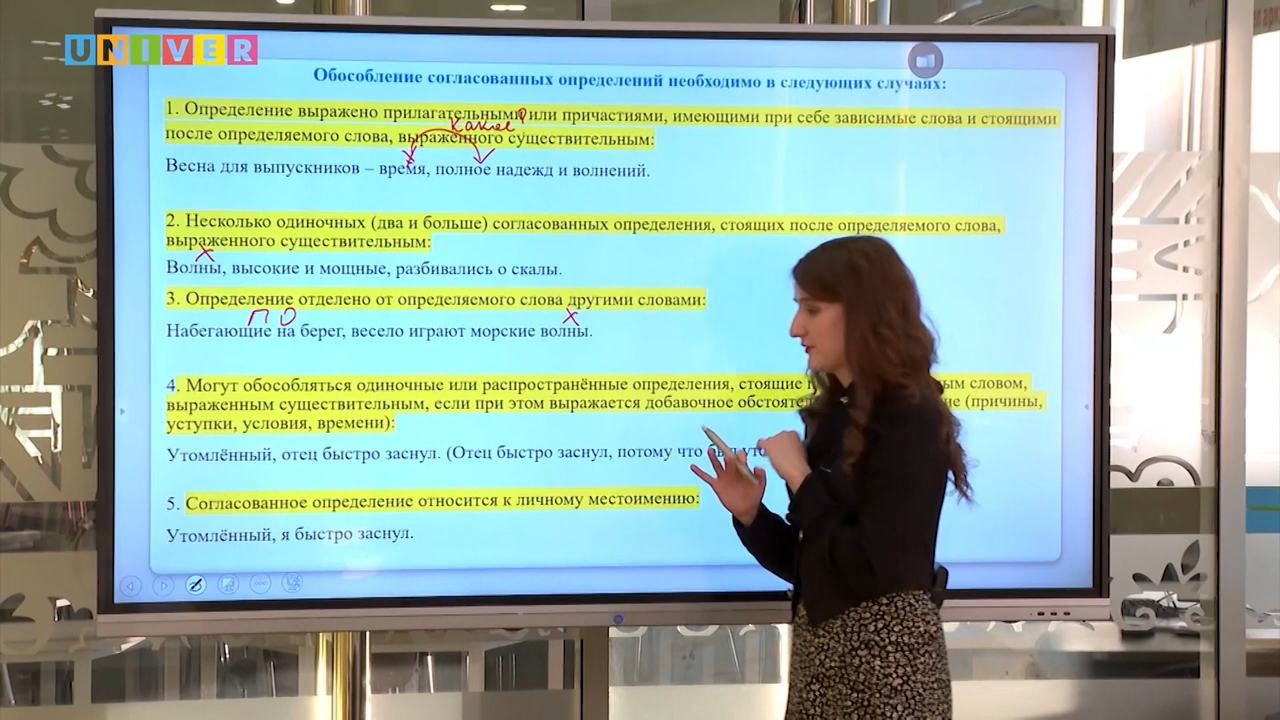 UNIVER
Обособление согласованных определений необходимо в следующих случаях:
1. Определение выражено прилагательными или причастиями, имеющими при себе зависимые слова и стоящими
какое?
после определяемого слова, выраженного существительным:
Весна для выпускников – время, полное надежд и волнений.
2. Несколько одиночных (два и больше) согласованных определения, стоящих после определяемого слова,
выраженного существительным:
х
Волны, высокие и мощные, разбивались о скалы.
3. Определение отделено от определяемого слова другими словами:
П О х
Набегающие на берег, весело играют морские волны.
4. Могут обособляться одиночные или распространённые определения, стоящие словом,
выраженным существительным, если при этом выражается добавочное (причины,
уступки, условия, времени):
Утомлённый, отец быстро заснул. (Отец быстро заснул, потому что
5. Согласованное определение относится к личному местоимению:
Утомлённый, я быстро заснул.